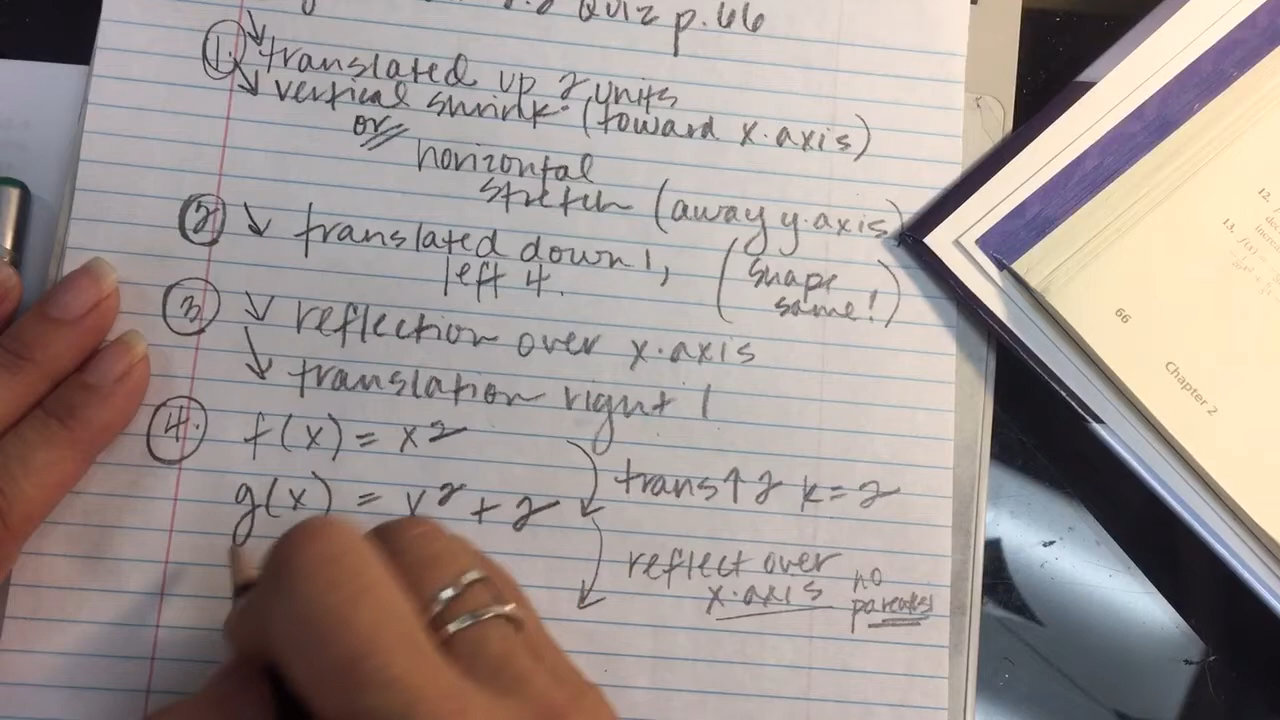 Quiz p.66
1. translated up 2 units
vertical shrink (toward x.axis)
or
horizontal
stretch (away y.axis)
2 translated down 1,
left 4.
(shape
same!)
3 reflection over x.axis
translation right 1
4. f(x) = x2
g(x) = x2 + 2
trans↑2 k=2
reflect over
x.axis
no
12.
13. f(x) =
66
Chapter 2